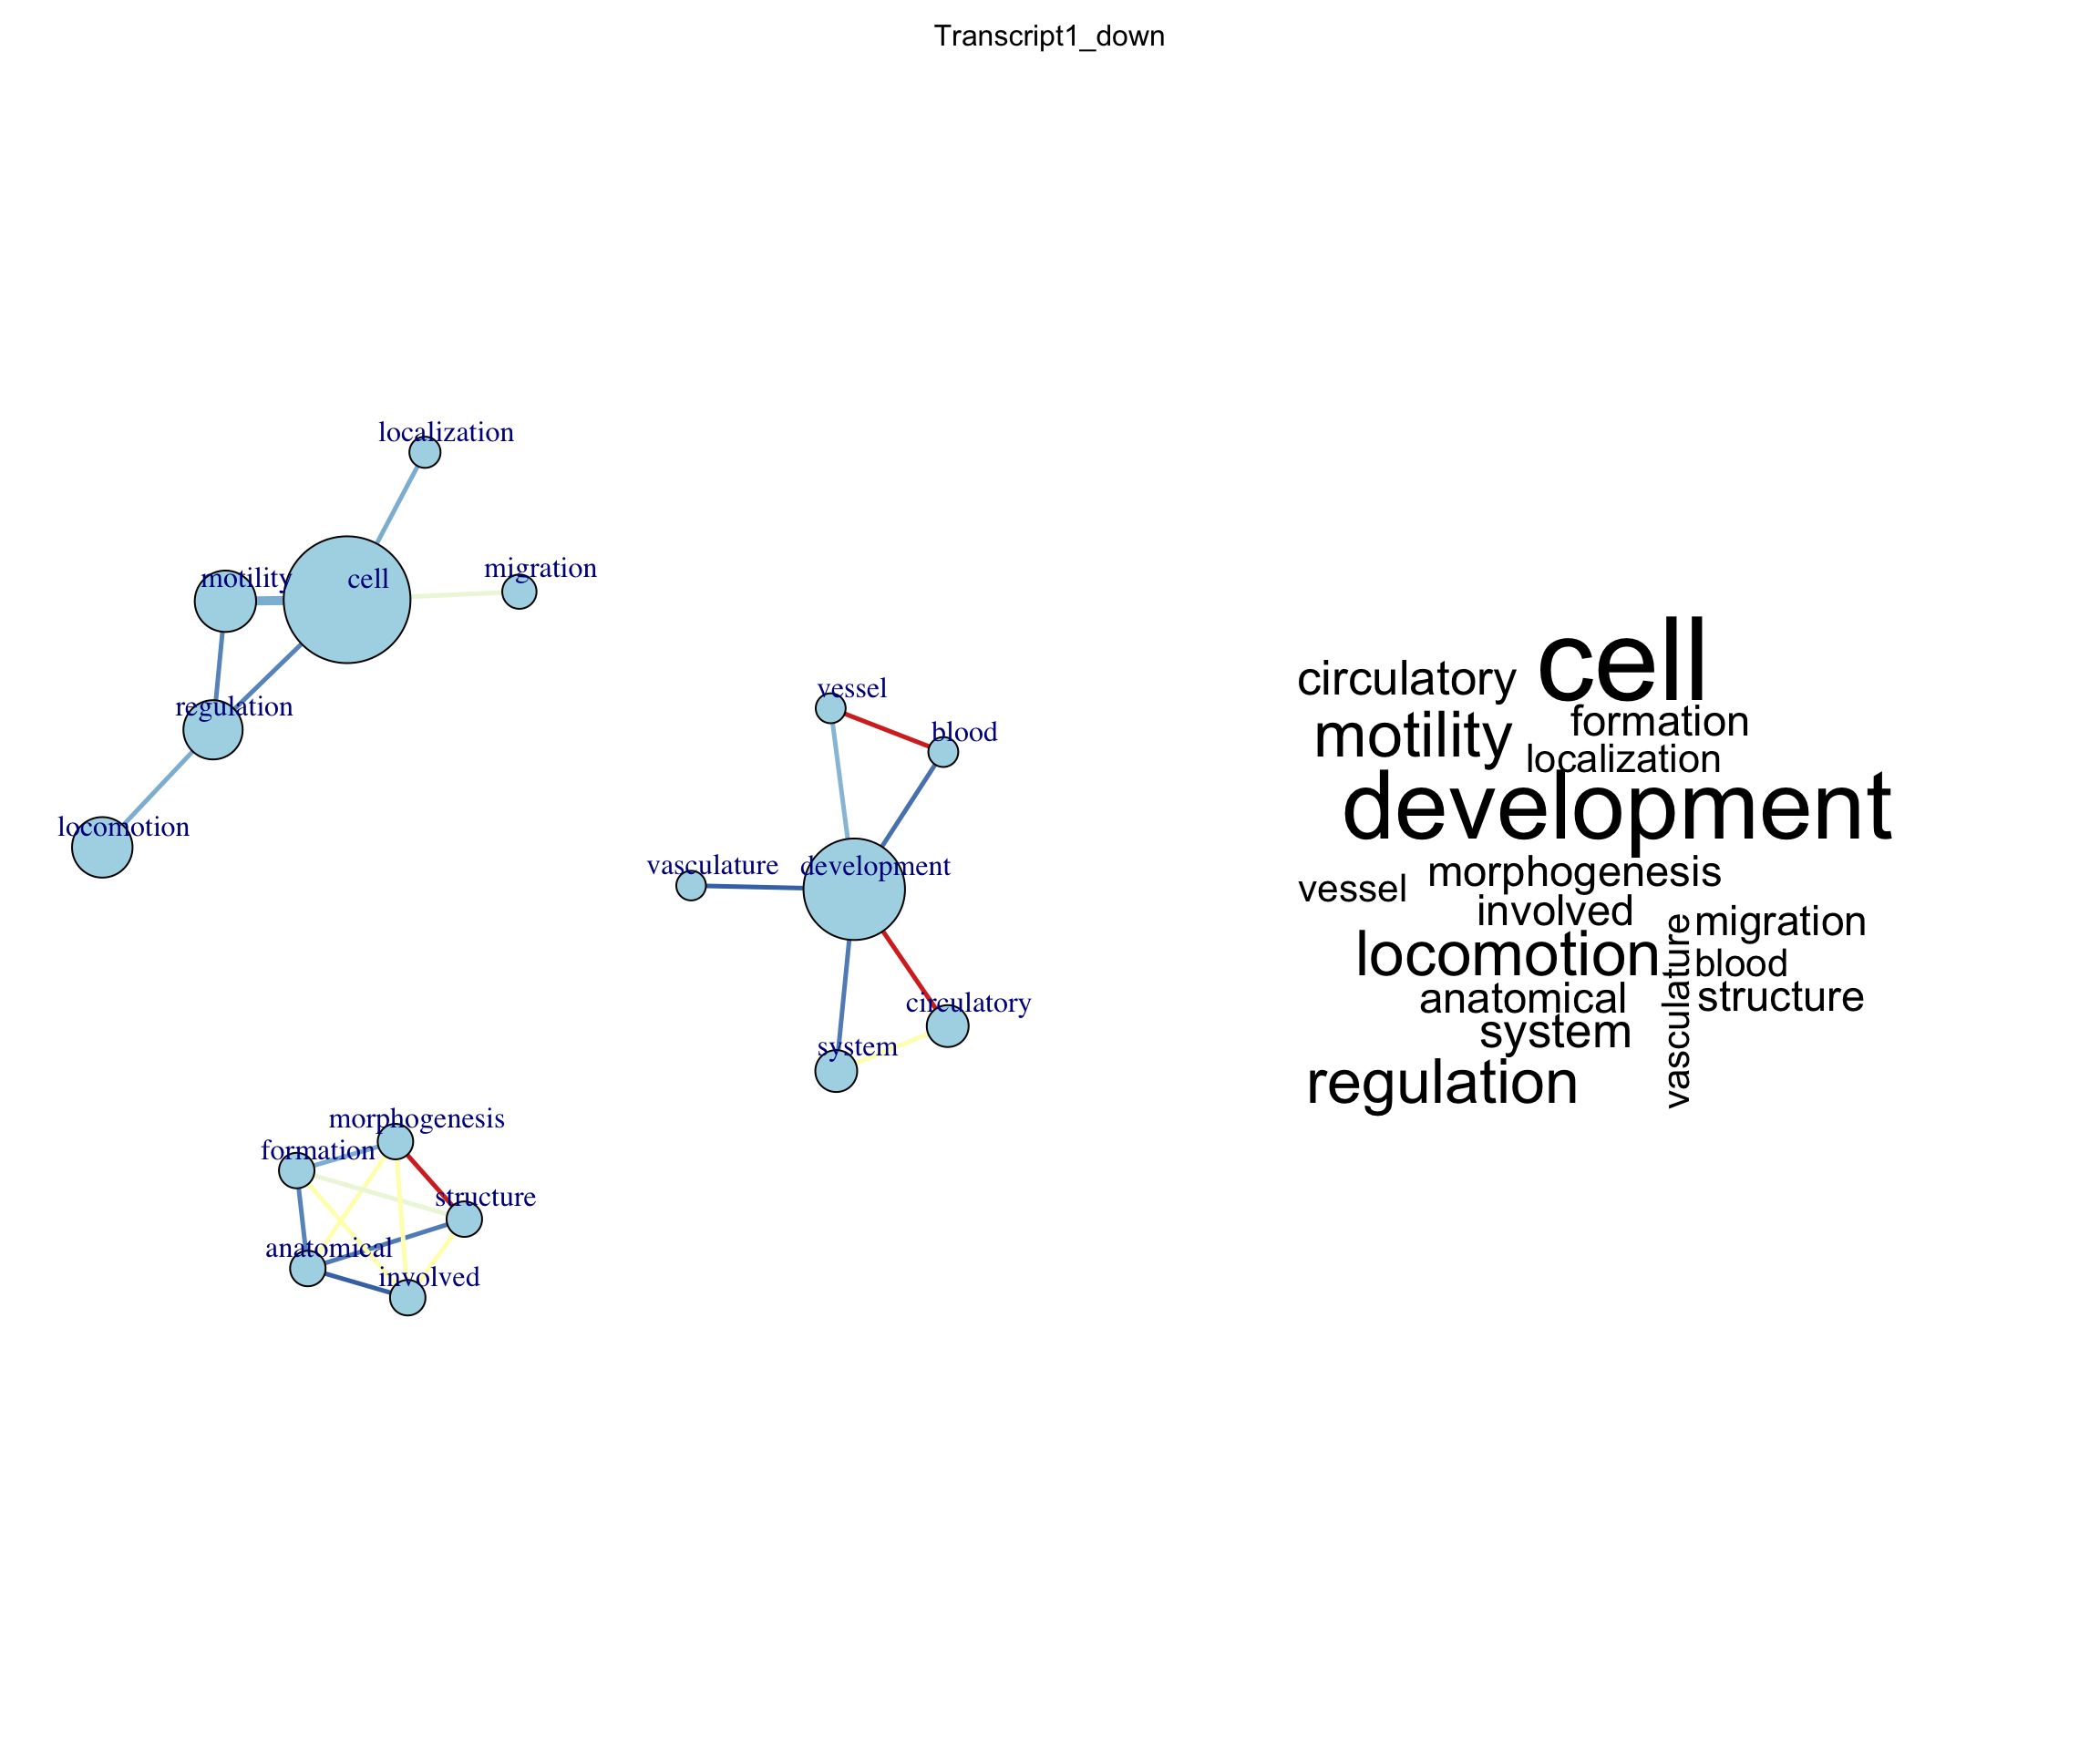 Transcript1_down
localization
migration
motility
cell
regulation
locomotion
vessel
blood
vasculature
development
circulatory
system
morphogenesis
formation
structure
anatomical
involved
cell
circulatory
formation
motility
localization
development
morphogenesis
vessel
involved
migration
locomotion
blood
vasculature
anatomical
structure
system
regulation